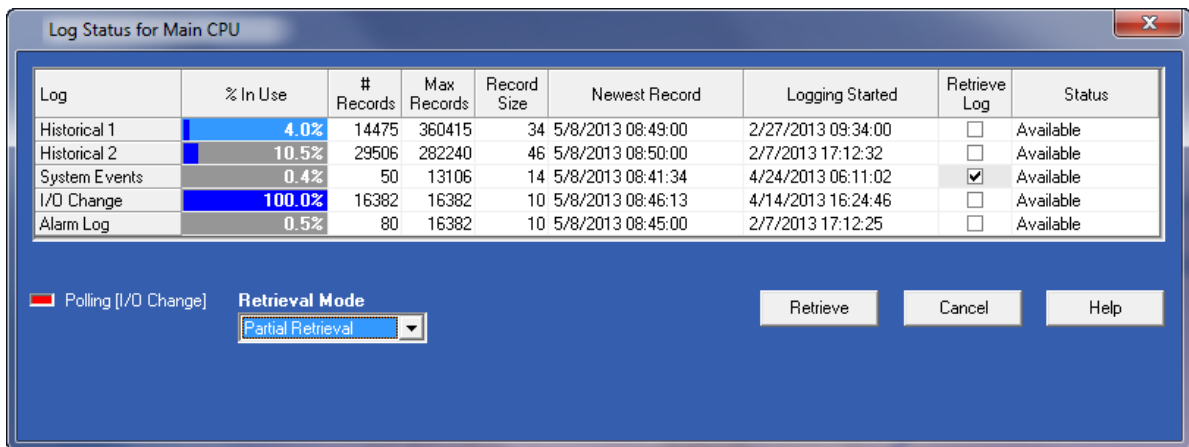 Log Status for Main CPU
Log % In Use # Records Max Records Record Size Newest Record Logging Started Retrieve Log Status
Historical 1 4.0% 14475 360415 34 5/8/2013 08:49:00 2/27/2013 09:34:00 Available
Historical 2 10.5% 29506 282240 46 5/8/2013 08:50:00 2/7/2013 17:12:32 Available
System Events 0.4% 50 13106 14 5/8/2013 08:41:34 4/24/2013 06:11:02 Available
I/O Change 100.0% 16382 16382 10 5/8/2013 08:46:13 4/14/2013 16:24:46 Available
Alarm Log 0.5% 80 16382 10 5/8/2013 08:45:00 2/7/2013 17:12:25 Available
Polling [I/O Change] Retrieval Mode Retrieve Cancel Help
Partial Retrieval